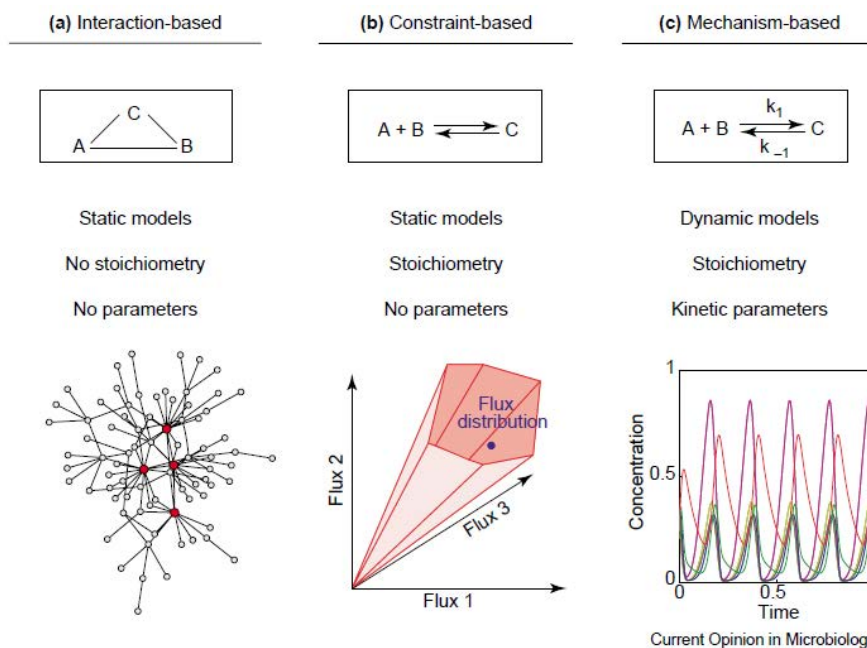 (a) Interaction-based
(b) Constraint-based
(c) Mechanism-based
C
A B
A + B C
k1
A + B C
k–1
Static models
No stoichiometry
No parameters
Static models
Stoichiometry
No parameters
Dynamic models
Stoichiometry
Kinetic parameters
Flux
distribution
Flux 2
Flux 3
Flux 1
1
0.5
0
Concentration
0 0.5
Time
Current Opinion in Microbiolog